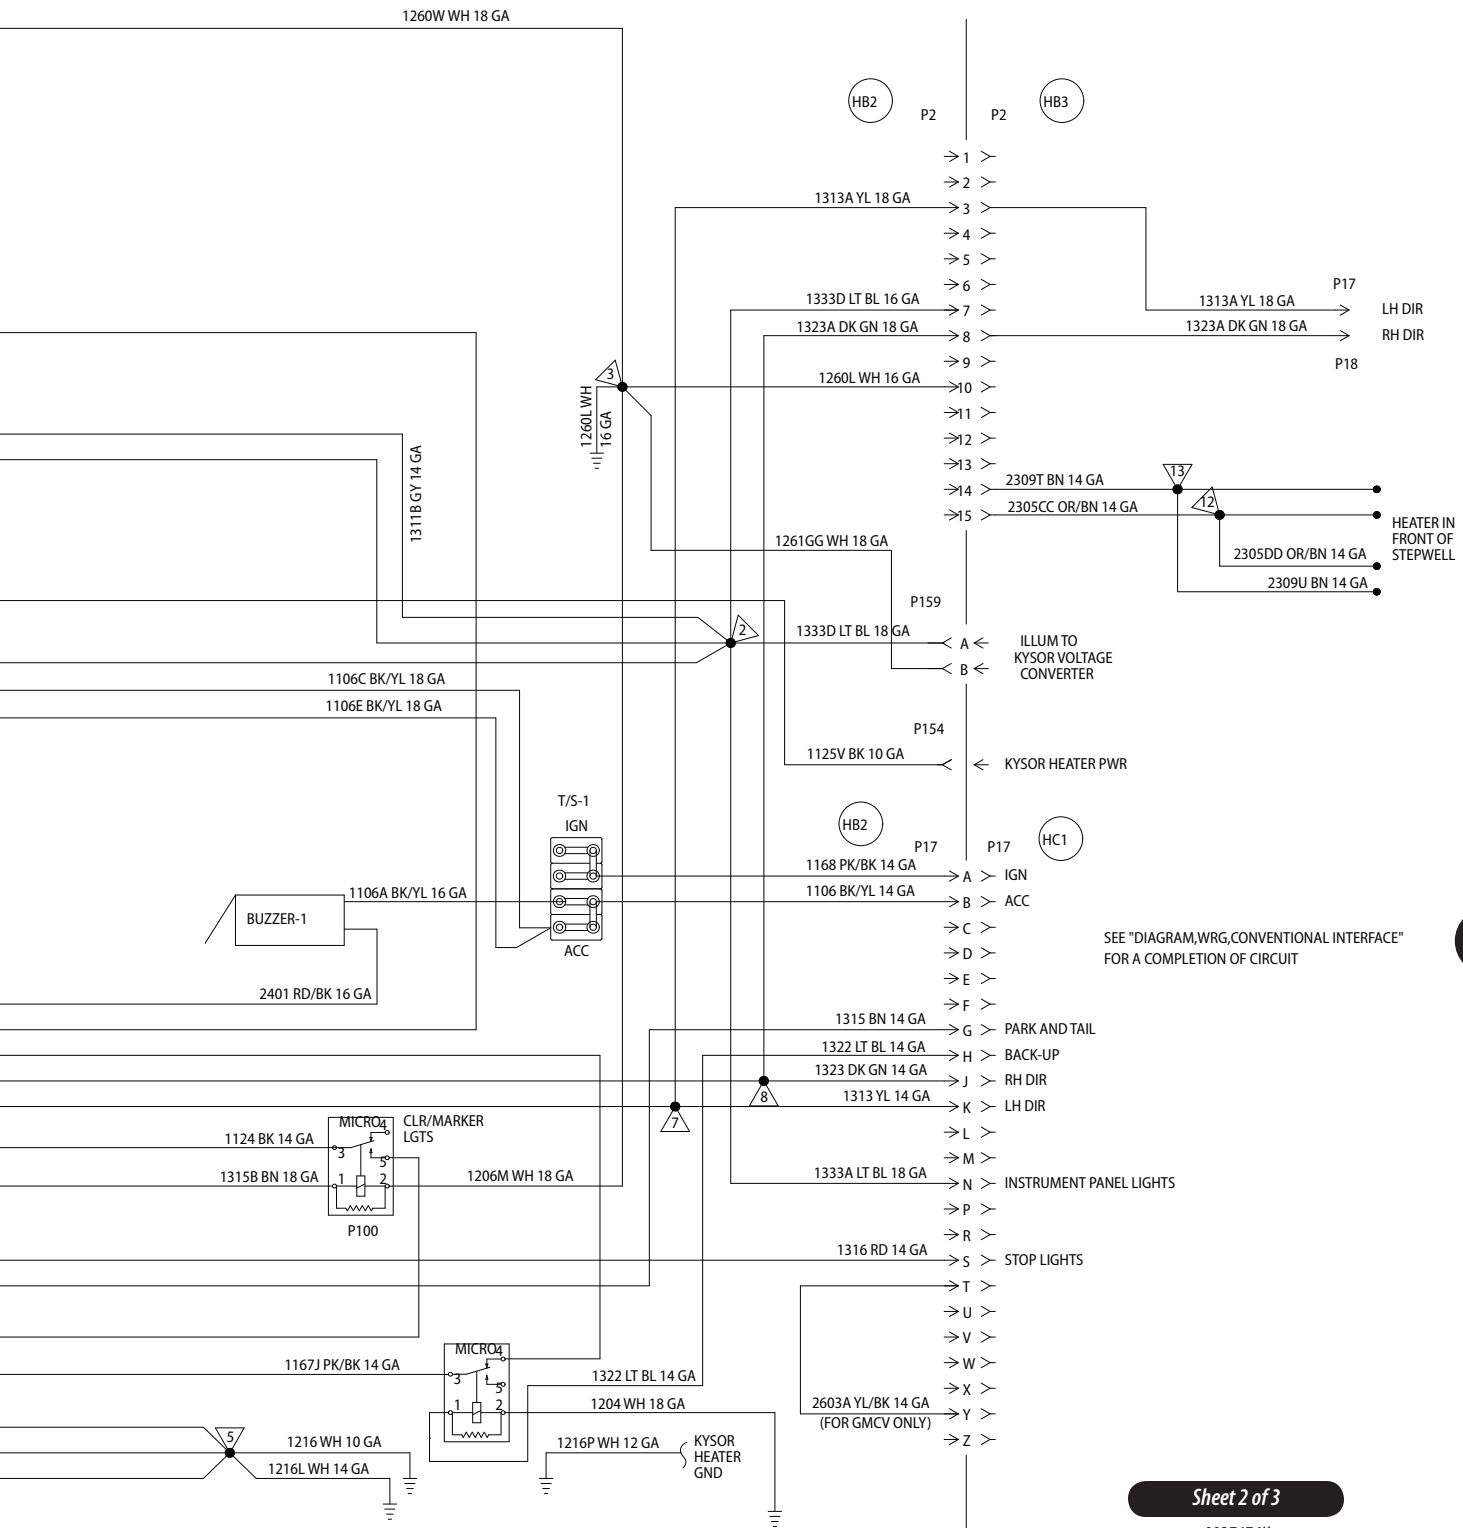 1260W WH 18 GA
HB2
HB3
P2
P2
1
2
1313A YL 18 GA
3
4
5
6
P17
1333D LT BL 16 GA
7
1313A YL 18 GA
LH DIR
1323A DK GN 18 GA
8
1323A DK GN 18 GA
RH DIR
9
P18
3
1260L WH 16 GA
10
1260L WH
16 GA
11
12
13
1311B GY 14 GA
13
14
2309T BN 14 GA
12
15
2305CC OR/BN 14 GA
HEATER IN
FRONT OF
STEPWELL
1261GG WH 18 GA
2305DD OR/BN 14 GA
2309U BN 14 GA
P159
2
1333D LT BL 18 GA
A
ILLUM TO
KYSOR VOLTAGE
CONVERTER
B
1106C BK/YL 18 GA
1106E BK/YL 18 GA
P154
1125V BK 10 GA
KYSOR HEATER PWR
T/S-1
IGN
HB2
HC1
P17
P17
1168 PK/BK 14 GA
A
IGN
1106A BK/YL 16 GA
1106 BK/YL 14 GA
B
ACC
BUZZER-1
C
ACC
SEE "DIAGRAM,WRG,CONVENTIONAL INTERFACE"
FOR A COMPLETION OF CIRCUIT
D
E
2401 RD/BK 16 GA
F
1315 BN 14 GA
G
PARK AND TAIL
1322 LT BL 14 GA
H
BACK-UP
1323 DK GN 14 GA
J
RH DIR
8
1313 YL 14 GA
K
LH DIR
7
MICRO
4
CLR/MARKER
LGTS
L
1124 BK 14 GA
3
5
M
1315B BN 18 GA
1
2
1206M WH 18 GA
1333A LT BL 18 GA
N
INSTRUMENT PANEL LIGHTS
P
P100
R
1316 RD 14 GA
S
STOP LIGHTS
T
U
V
MICRO
4
W
1167J PK/BK 14 GA
3
5
1322 LT BL 14 GA
X
1
2
1204 WH 18 GA
2603A YL/BK 14 GA
(FOR GMCV ONLY)
Y
5
1216 WH 10 GA
1216P WH 12 GA
KYSOR
HEATER
GND
Z
1216L WH 14 GA
Sheet 2 of 3